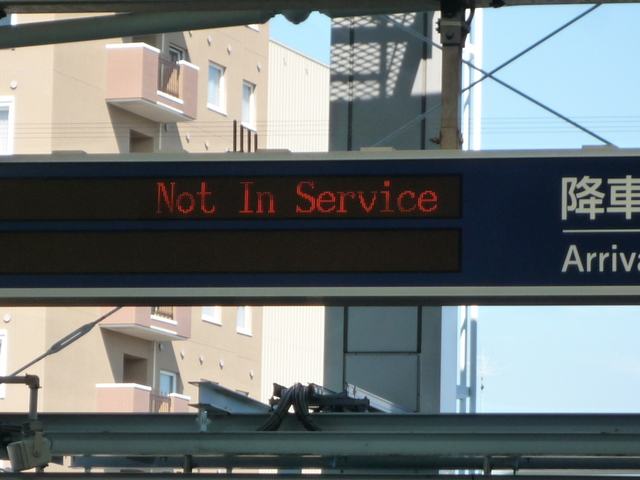 Not In Service
降車
Arriva